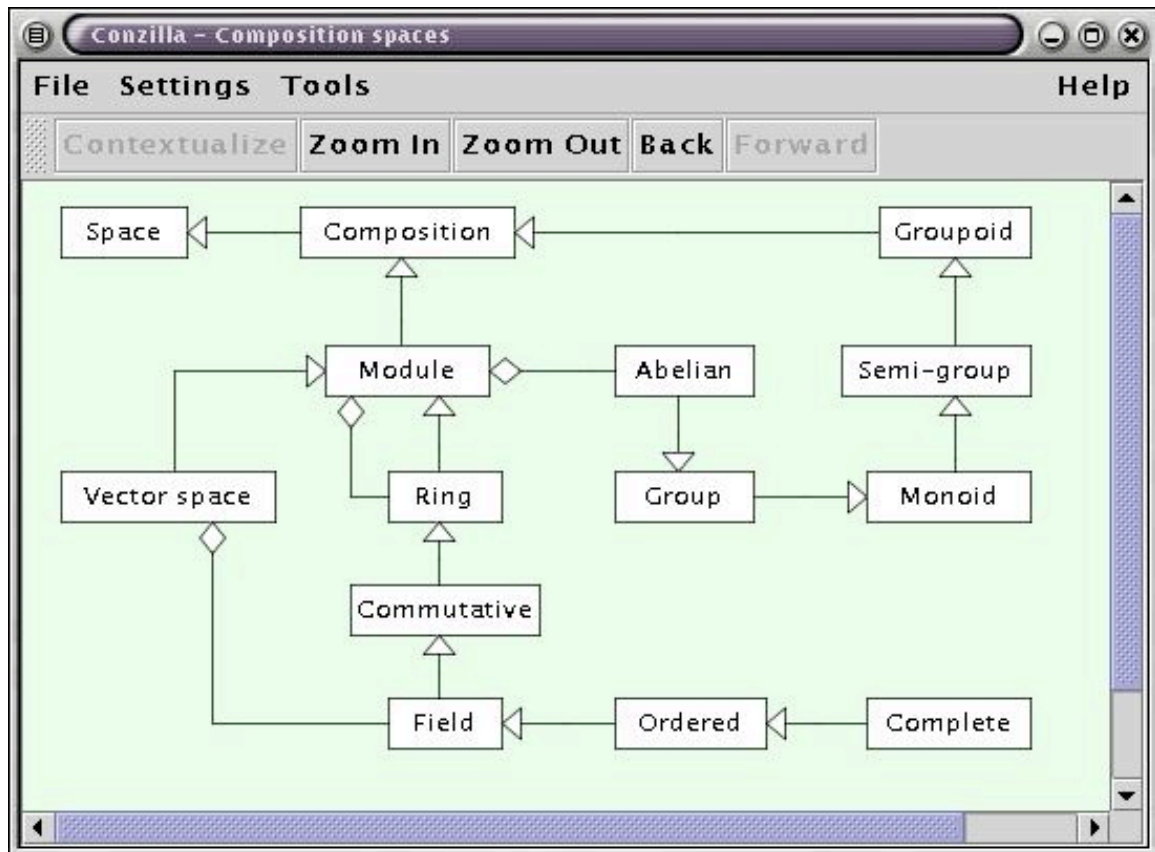 Conzilla – Composition spaces
File Settings Tools Help
Contextualize Zoom In Zoom Out Back Forward
Space Composition Groupoid
Module Abelian Semi-group
Vector space Ring Group Monoid
Commutative
Field Ordered Complete